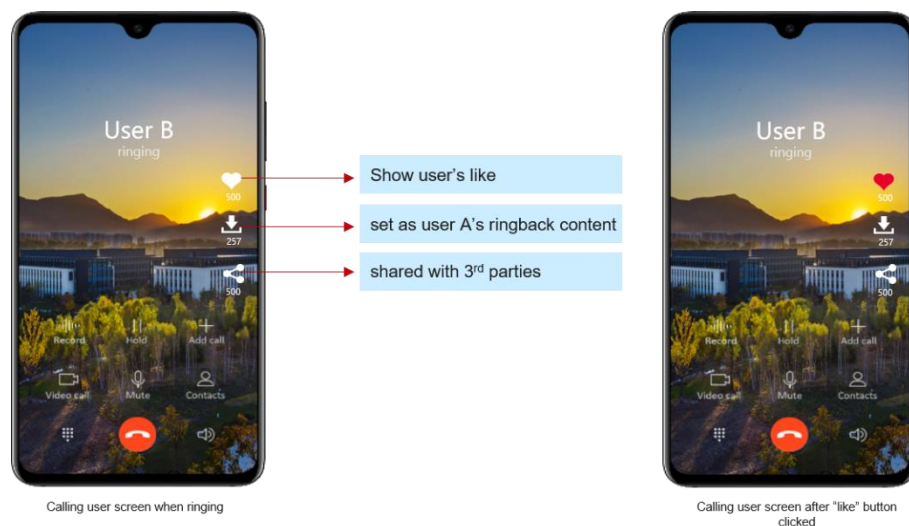 User B
ringing
500
257
500
Record
Hold
Add call
Video call
Mute
Contacts
Calling user screen when ringing
Show user's like
set as user A's ringback content
shared with 3rd parties
User B
ringing
500
257
500
Record
Hold
Add call
Video call
Mute
Contacts
Calling user screen after "like" button
clicked